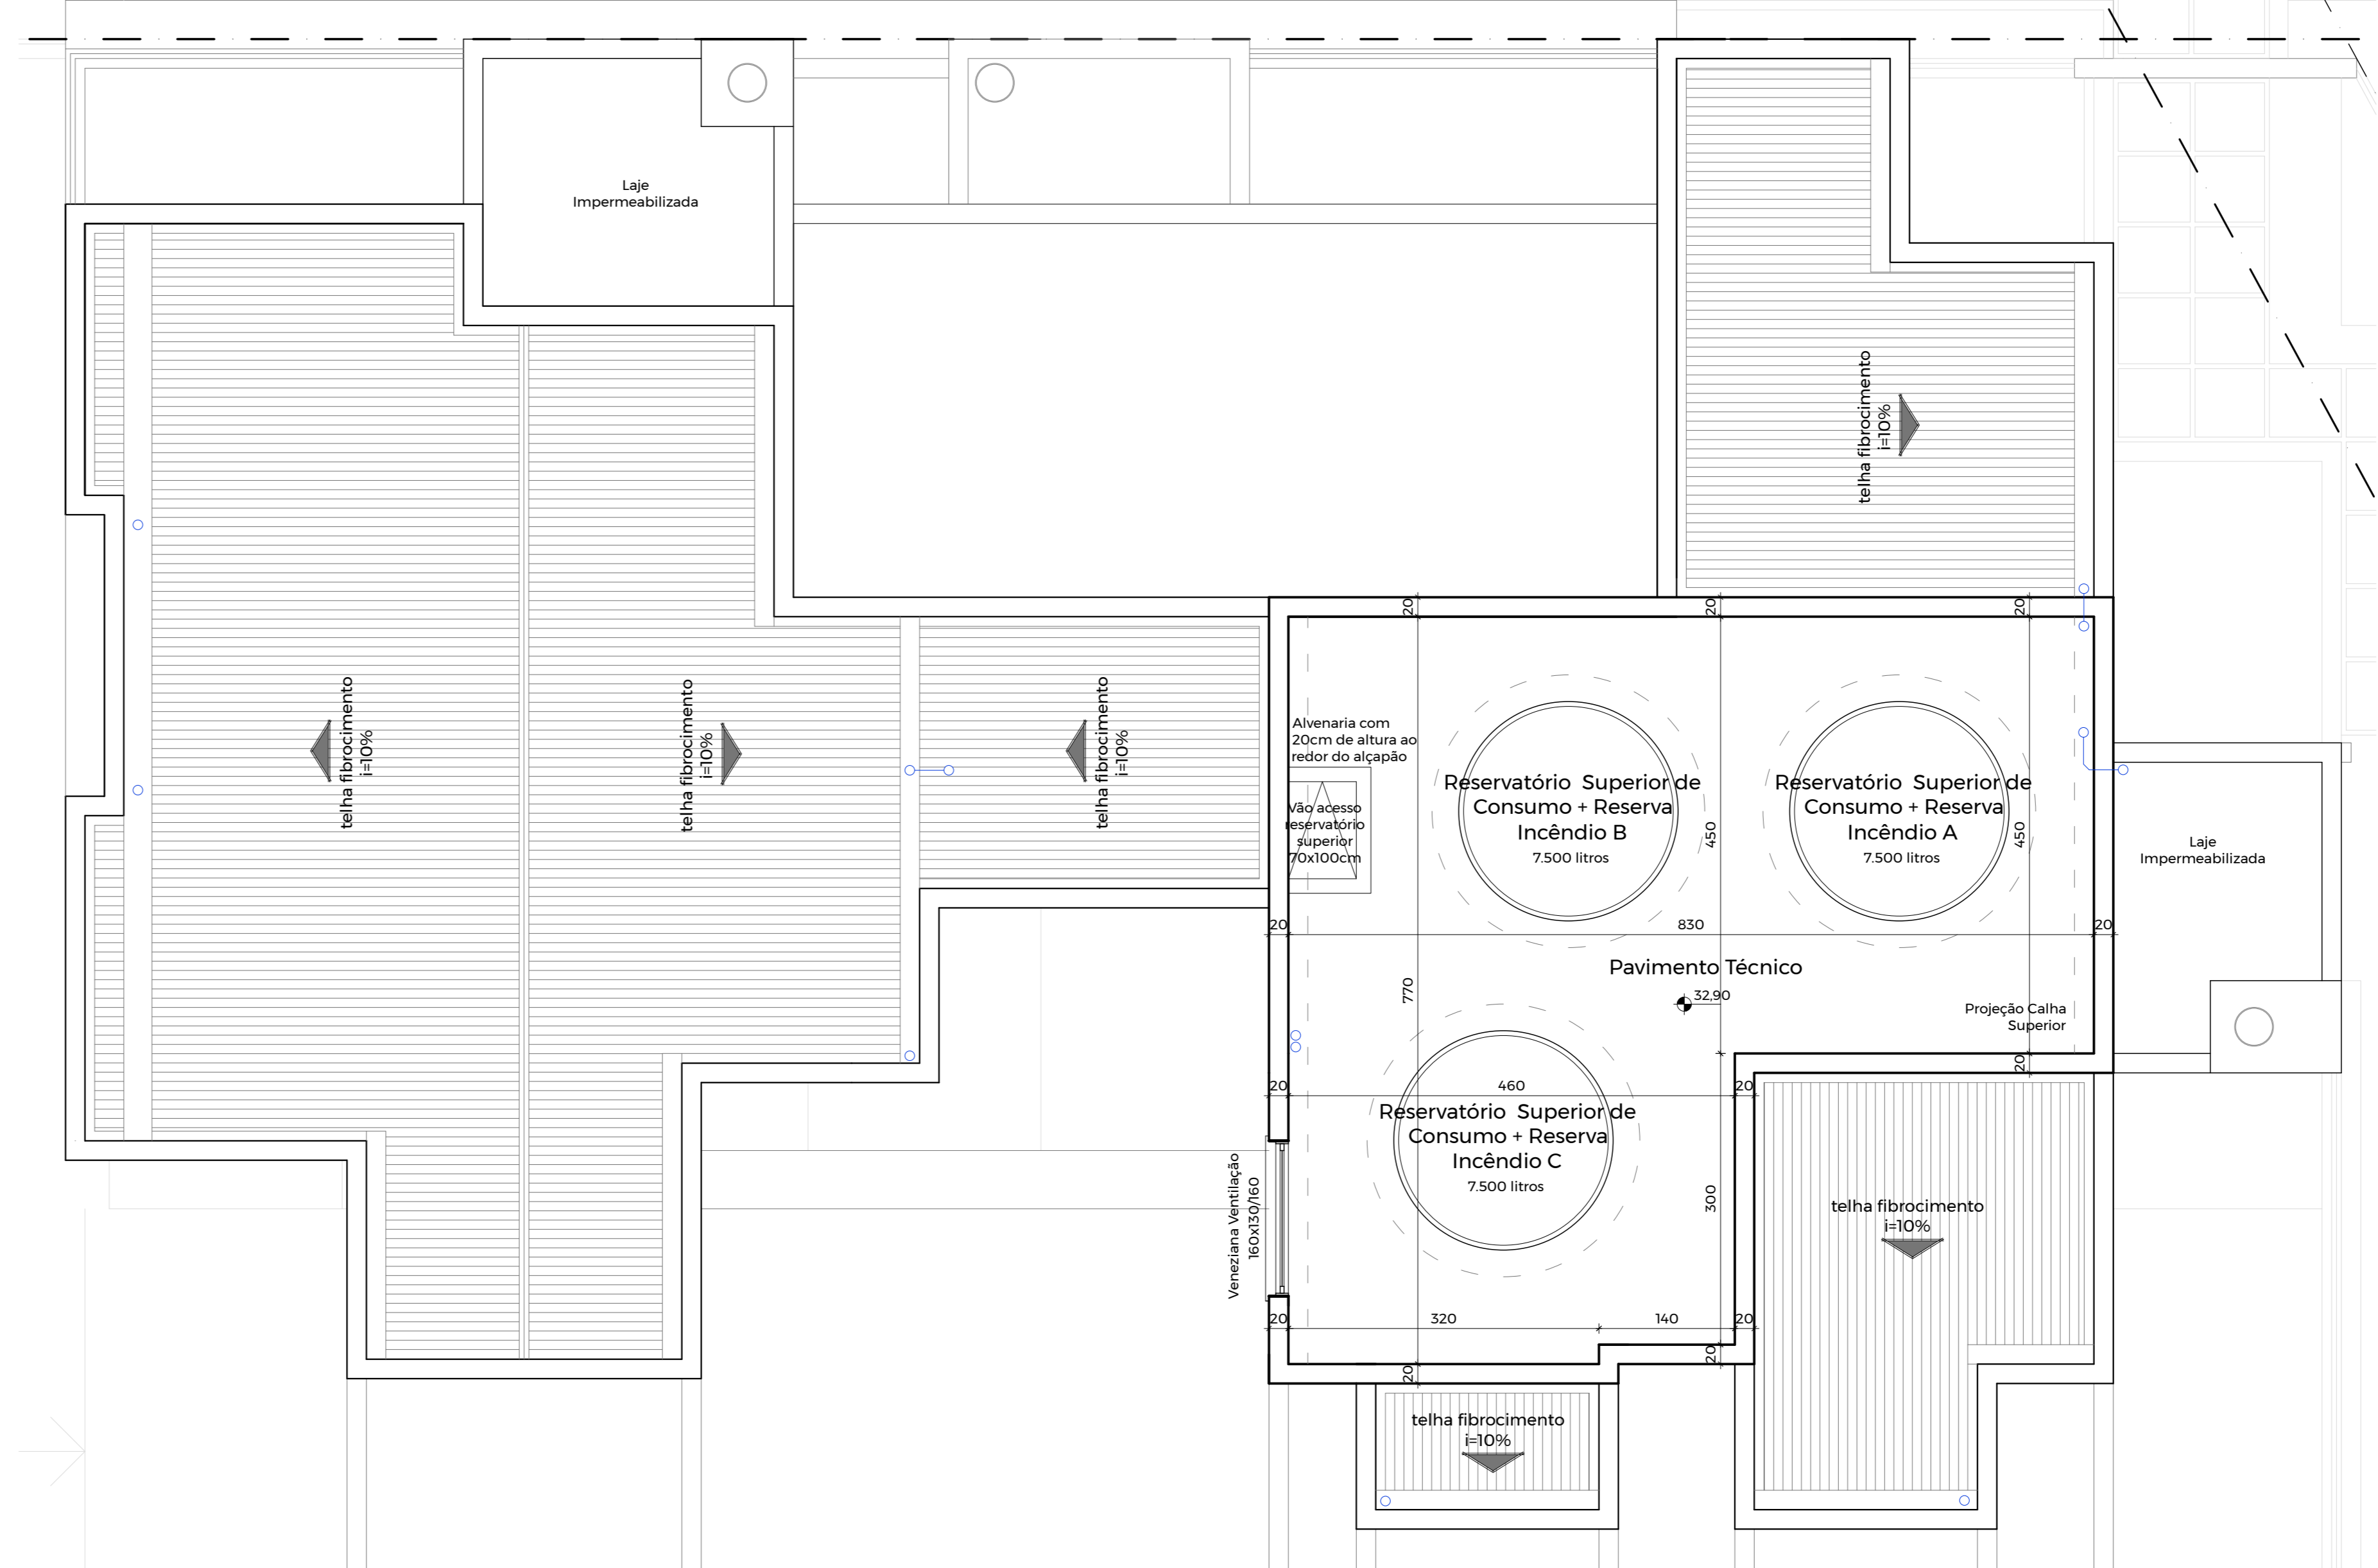 Laje
Impermeabilizada
telha fibrocimento
i=10%
telha fibrocimento
i=10%
telha fibrocimento
i=10%
telha fibrocimento
i=10%
20
20
20
Alvenaria com
20cm de altura ao
redor do alçapão
Vão acesso
reservatório
superior
70x100cm
Reservatório Superior de
Consumo + Reserva
Incêndio B
7.500 litros
450
Reservatório Superior de
Consumo + Reserva
Incêndio A
7.500 litros
450
Laje
Impermeabilizada
20
830
20
Pavimento Técnico
32,90
770
Projeção Calha
Superior
20
20
460
20
Reservatório Superior de
Consumo + Reserva
Incêndio C
7.500 litros
Veneziana Ventilação
160x130/160
300
telha fibrocimento
i=10%
20
320
140
20
20
20
telha fibrocimento
i=10%